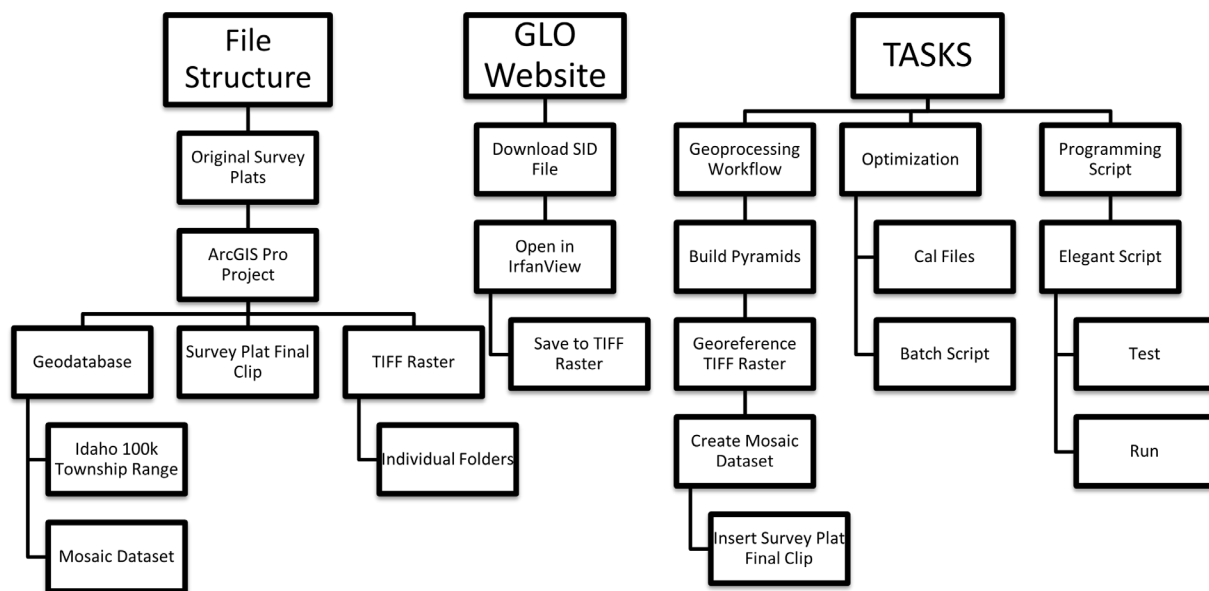 File
Structure
Original Survey
Plats
ArcGIS Pro
Project
Geodatabase
Idaho 100k
Township Range
Mosaic Dataset
Survey Plat Final
Clip
TIFF Raster
Individual Folders
GLO
Website
Download SID
File
Open in
IrfanView
Save to TIFF
Raster
TASKS
Geoprocessing
Workflow
Build Pyramids
Georeference
TIFF Raster
Create Mosaic
Dataset
Insert Survey Plat
Final Clip
Optimization
Cal Files
Batch Script
Programming
Script
Elegant Script
Test
Run